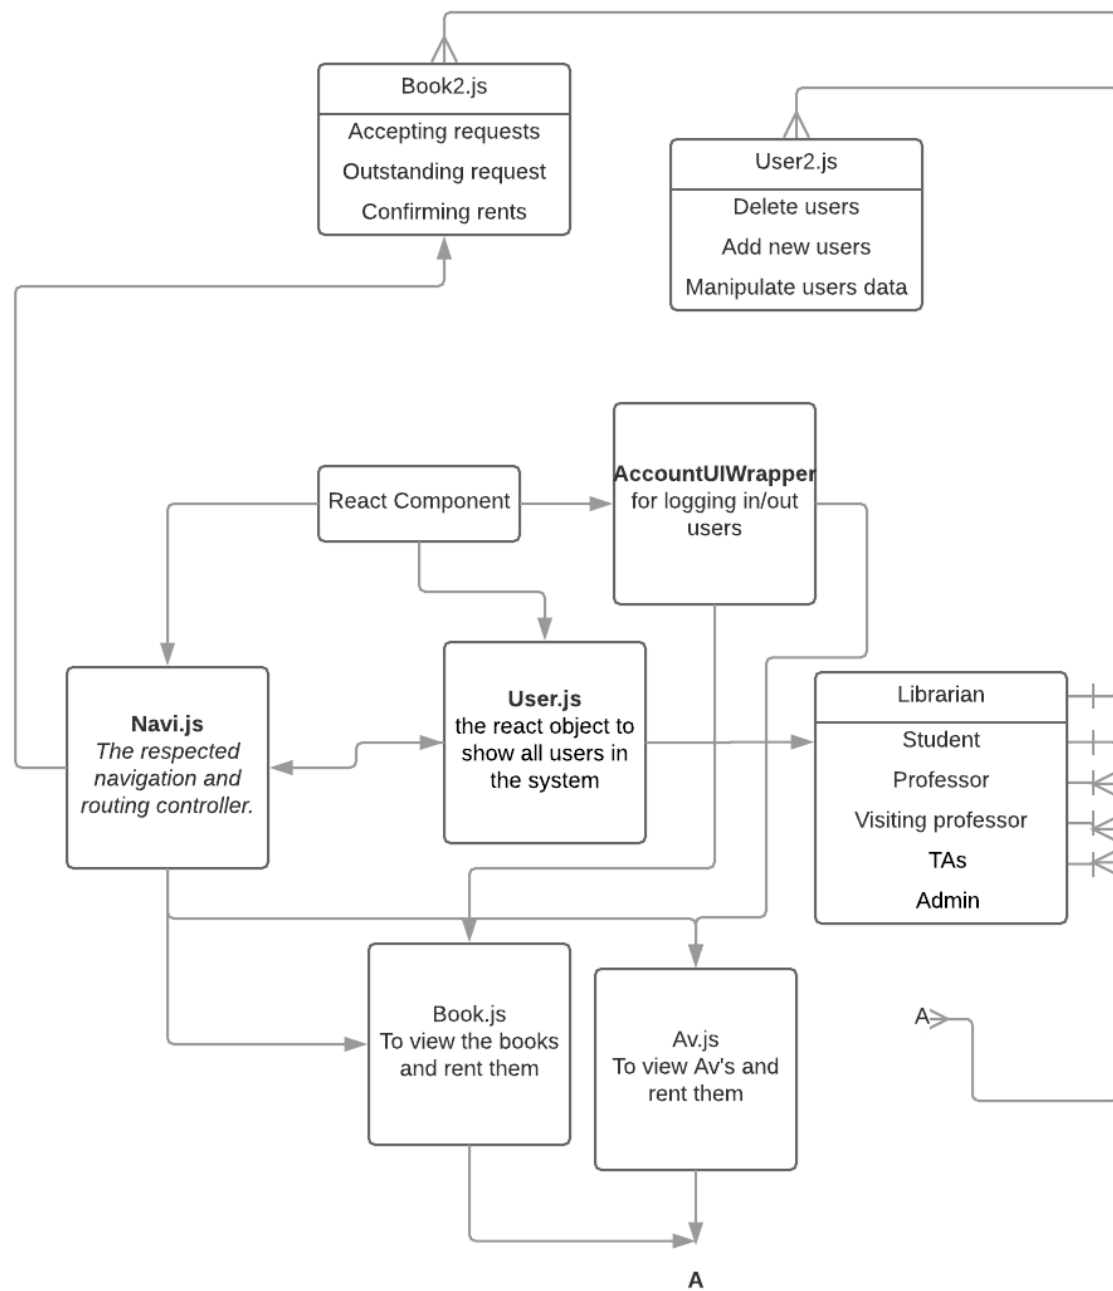 Book2.js
Accepting requests
Outstanding request
Confirming rents
User2.js
Delete users
Add new users
Manipulate users data
React Component
AccountUIWrapper
for logging in/out
users
Navi.js
The respected
navigation and
routing controller.
User.js
the react object to
show all users in
the system
Librarian
Student
Professor
Visiting professor
TAs
Admin
Book.js
To view the books
and rent them
Av.js
To view Av's and
rent them
A
A